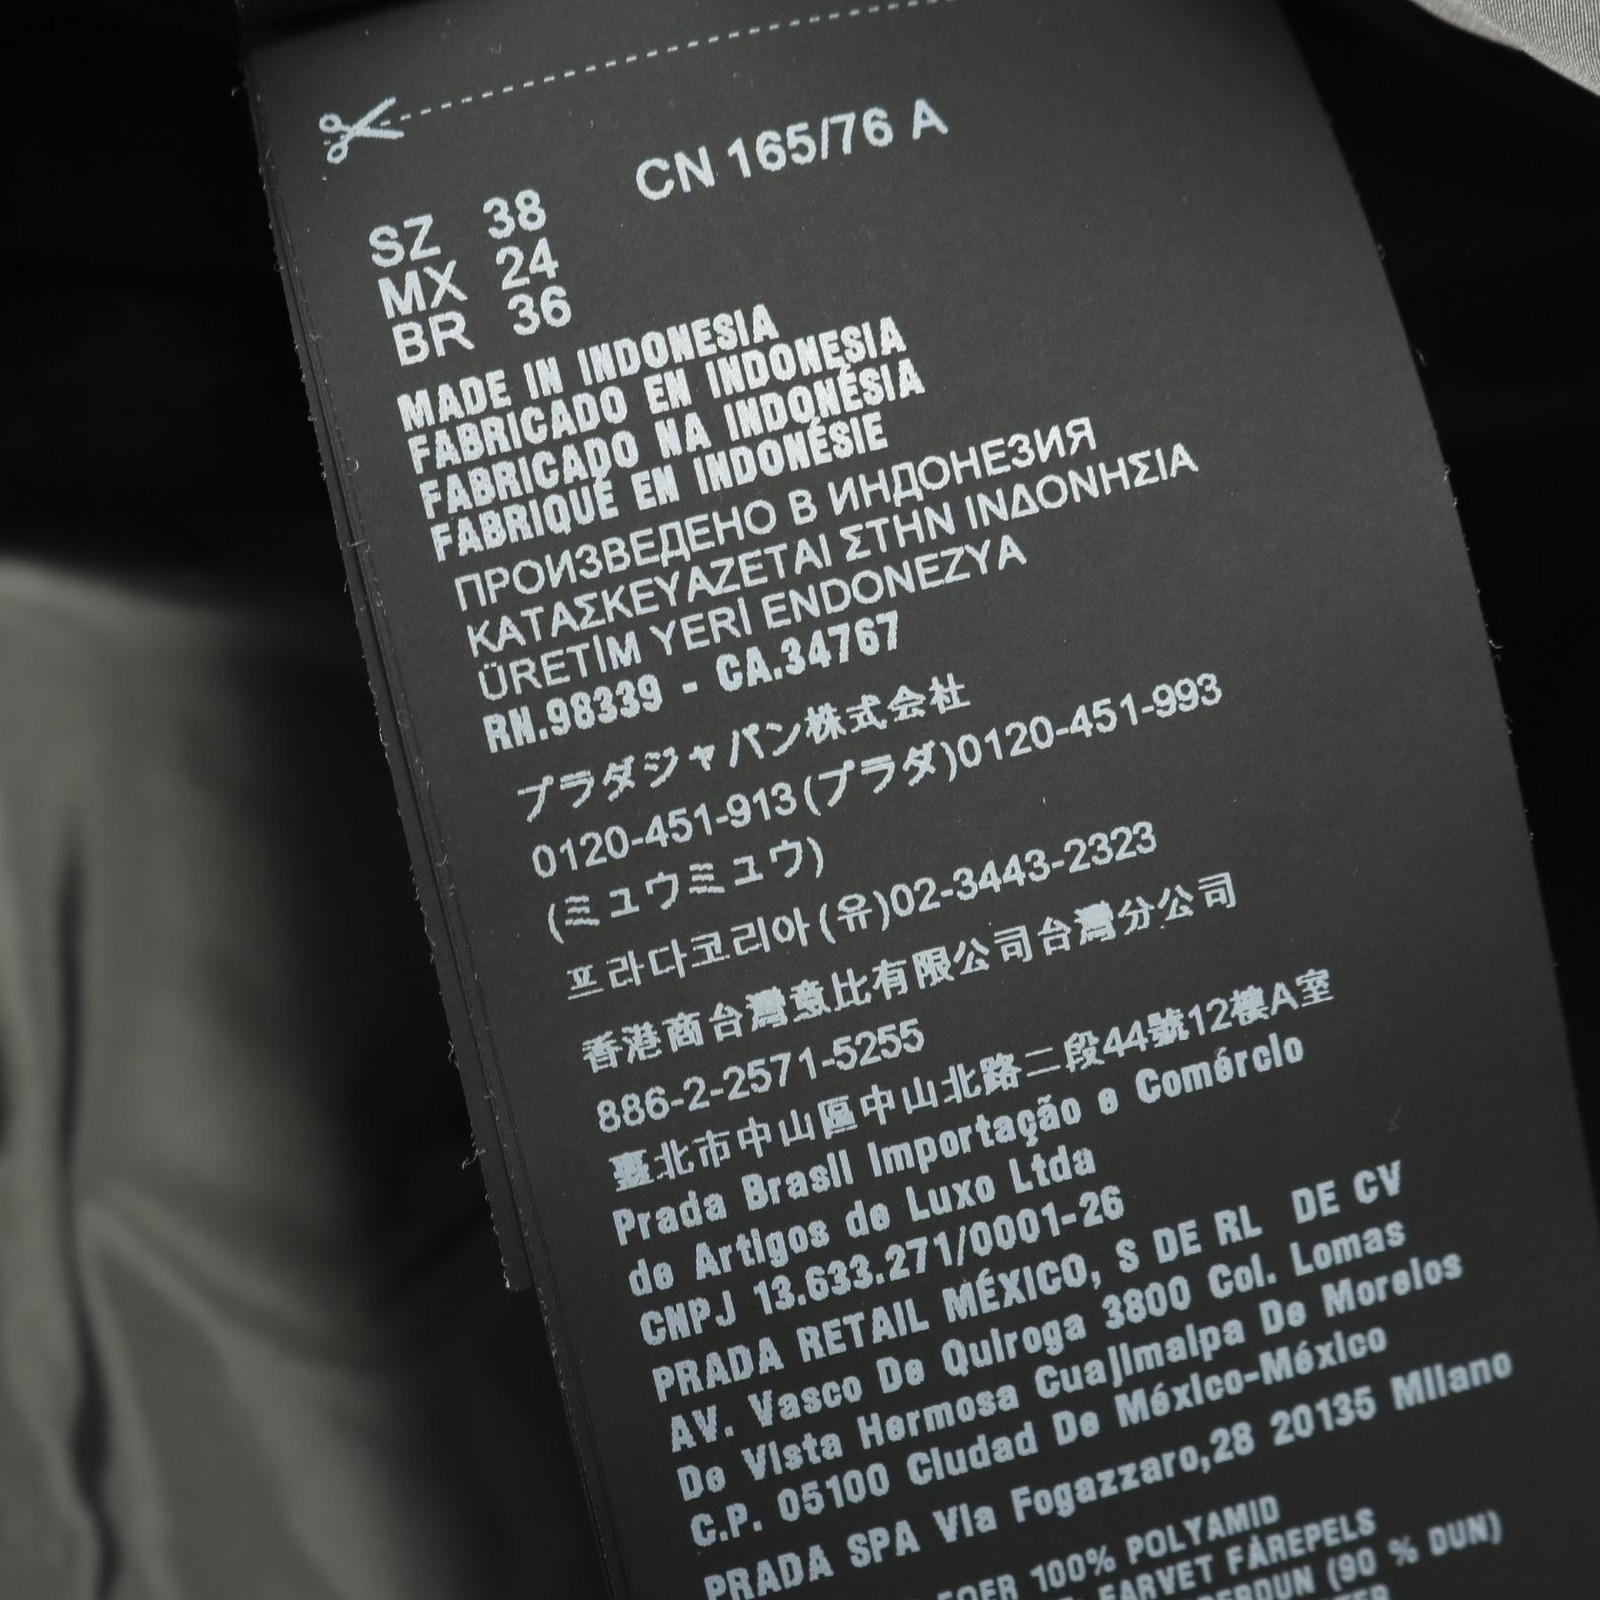 CN 165/76 A
SZ 38
MX 24
BR 36
MADE IN INDONESIA
FABRICADO EN INDONESIA
FABRICADO NA INDONÉSIA
FABRIQUÉ EN INDONÉSIE
ПРОИЗВЕДЕНО В ИНДОНЕЗИЯ
ΚΑΤΑΣΚΕΥΑΖΕΤΑΙ ΣΤΗΝ ΙΝΔΟΝΗΣΙΑ
ÜRETİM YERİ ENDONEZYA
RN.98339 - CA.34767
プラダジャパン株式会社
0120-451-913(プラダ)0120-451-993
(ミュウミュウ)
프라다코리아(유)02-3443-2323
香港商台灣意比有限公司台灣分公司
886-2-2571-5255
臺北市中山區中山北路二段44號12樓A室
Prada Brasil Importação e Comércio
de Artigos de Luxo Ltda
CNPJ 13.633.271/0001-26
PRADA RETAIL MÉXICO, S DE RL DE CV
AV. Vasco De Quiroga 3800 Col. Lomas
De Vista Hermosa Cuajimalpa De Morelos
C.P. 05100 Ciudad De México-México
PRADA SPA Via Fogazzaro,28 20135 Milano
100% POLYAMID
FARVET FÅREPELS
(90 % DUN)